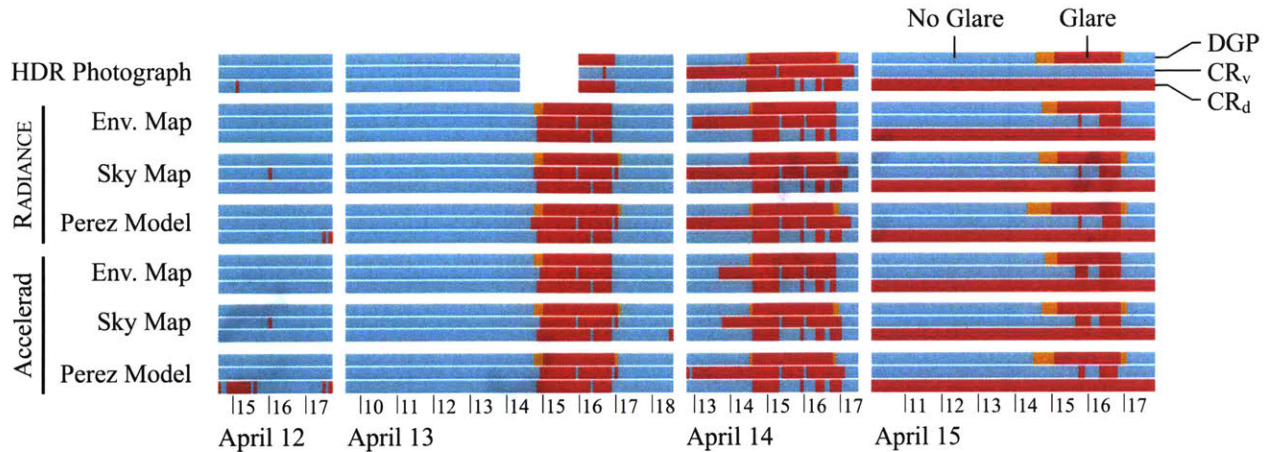 No Glare Glare
DGP
HDR Photograph
CRv
CRd
RADIANCE
Env. Map
Sky Map
Perez Model
Accelerad
Env. Map
Sky Map
Perez Model
|15 |16 |17 |10 |11 |12 |13 |14 |15 |16 |17 |18 |13 |14 |15 |16 |17 |11 |12 |13 |14 |15 |16 |17
April 12 April 13 April 14 April 15